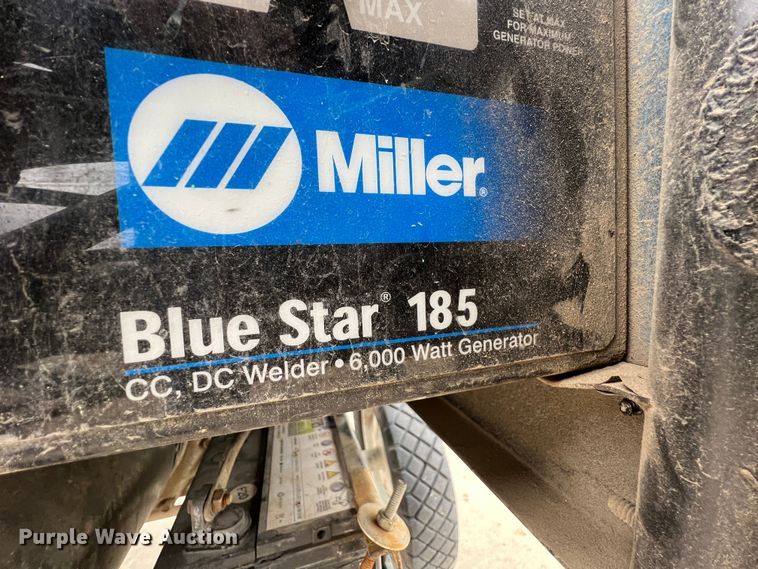 MAX
SET AT MAX
FOR MAXIMUM
GENERATOR POWER
Miller®
Blue Star® 185
CC, DC Welder • 6,000 Watt Generator
Purple Wave Auction